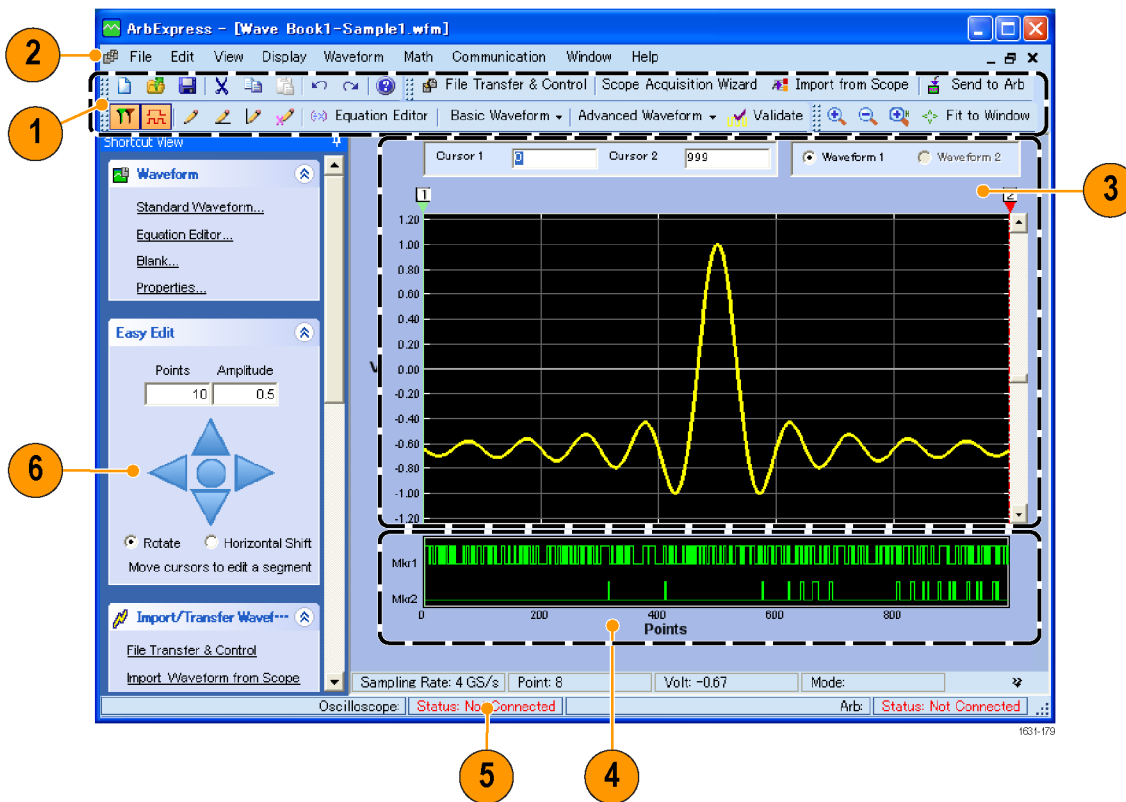 ArbExpress - [Wave Book1-Sample1.wfm]
2
File Edit View Display Waveform Math Communication Window Help
File Transfer & Control Scope Acquisition Wizard Import from Scope Send to Arb
1
Equation Editor Basic Waveform Advanced Waveform Validate Fit to Window
Shortcut View
Cursor 1 0 Cursor 2 999 Waveform 1 Waveform 2
3
Waveform
Standard Waveform...
Equation Editor...
Blank...
Properties...
1 2
1.20
1.00
0.80
0.60
0.40
0.20
0.00
-0.20
-0.40
-0.60
-0.80
-1.00
-1.20
Easy Edit
Points Amplitude
10 0.5
6
Rotate Horizontal Shift
Move cursors to edit a segment
Mkr1
Mkr2
0 200 400 600 800
Points
Import/Transfer Wavef...
File Transfer & Control
Import Waveform from Scope
Sampling Rate: 4 GS/s Point: 8 Volt: -0.67 Mode:
Oscilloscope: Status: Not Connected Arb: Status: Not Connected
1631-179
5
4